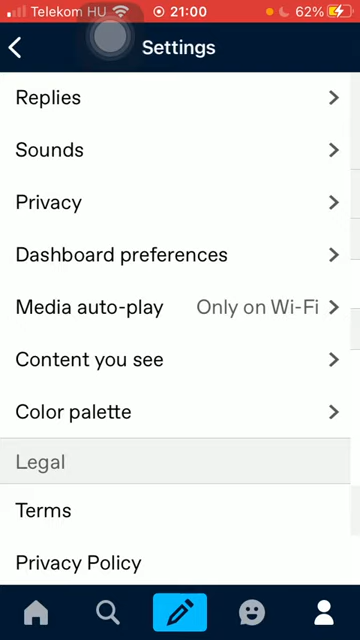 Telekom HU 21:00 62%
Settings
Replies
Sounds
Privacy
Dashboard preferences
Media auto-play Only on Wi-Fi
Content you see
Color palette
Legal
Terms
Privacy Policy